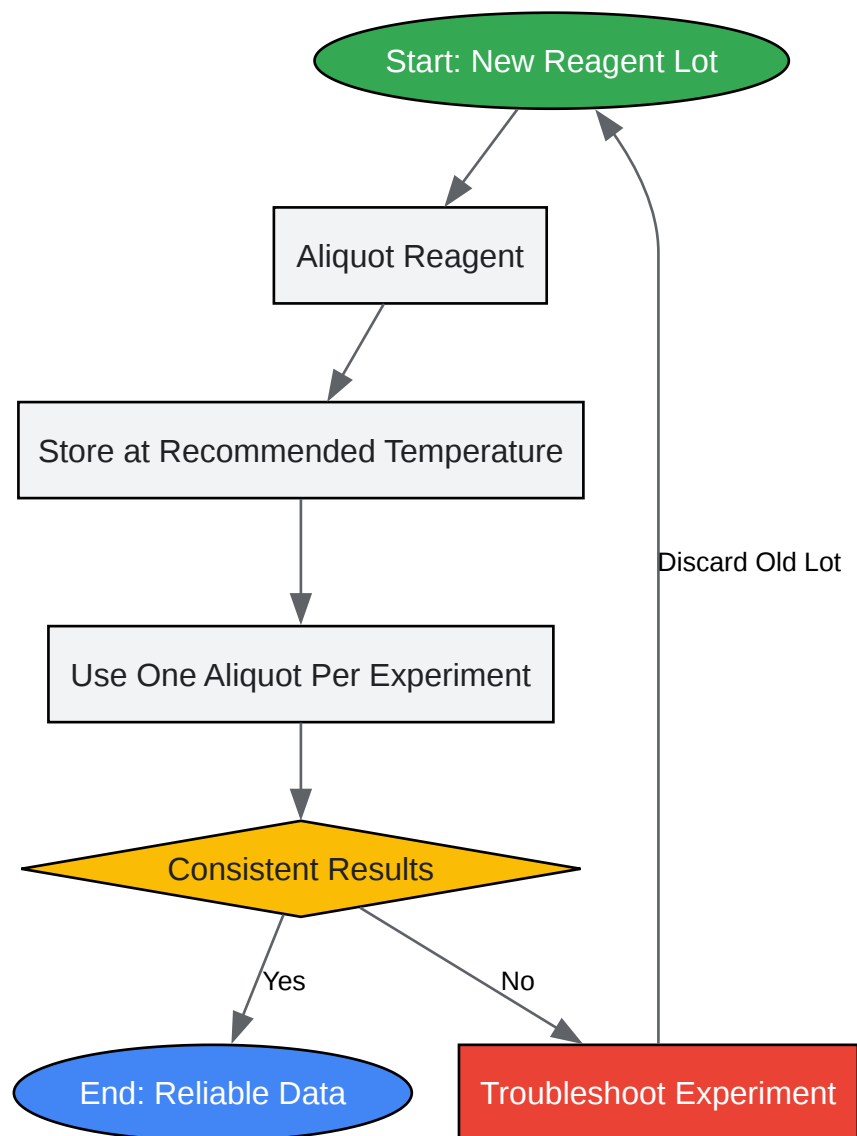 Start: New Reagent Lot
Aliquot Reagent
Store at Recommended Temperature
Discard Old Lot
Use One Aliquot Per Experiment
Consistent Results
Yes
No
End: Reliable Data
Troubleshoot Experiment